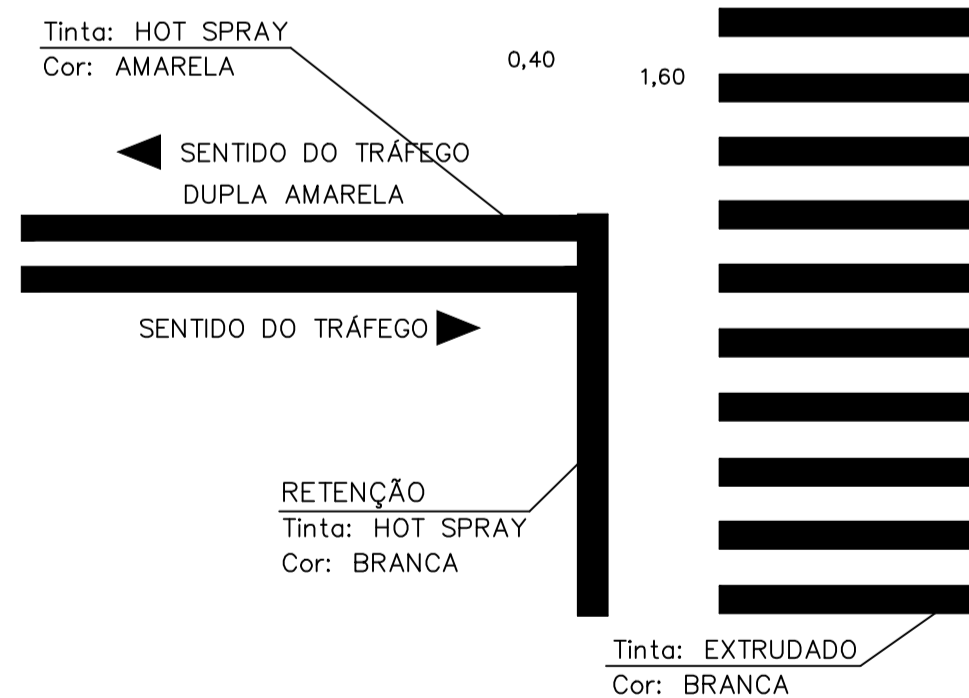 Tinta: HOT SPRAY
Cor: AMARELA
0,40
1,60
SENTIDO DO TRÁFEGO
DUPLA AMARELA
SENTIDO DO TRÁFEGO
RETENÇÃO
Tinta: HOT SPRAY
Cor: BRANCA
Tinta: EXTRUDADO
Cor: BRANCA